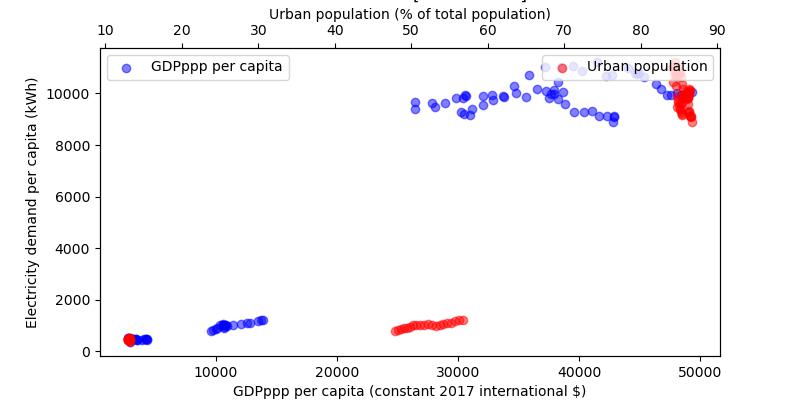 Urban population (% of total population)
10 20 30 40 50 60 70 80 90
GDPppp per capita
Urban population
Electricity demand per capita (kWh)
10000
8000
6000
4000
2000
0
10000 20000 30000 40000 50000
GDPppp per capita (constant 2017 international $)